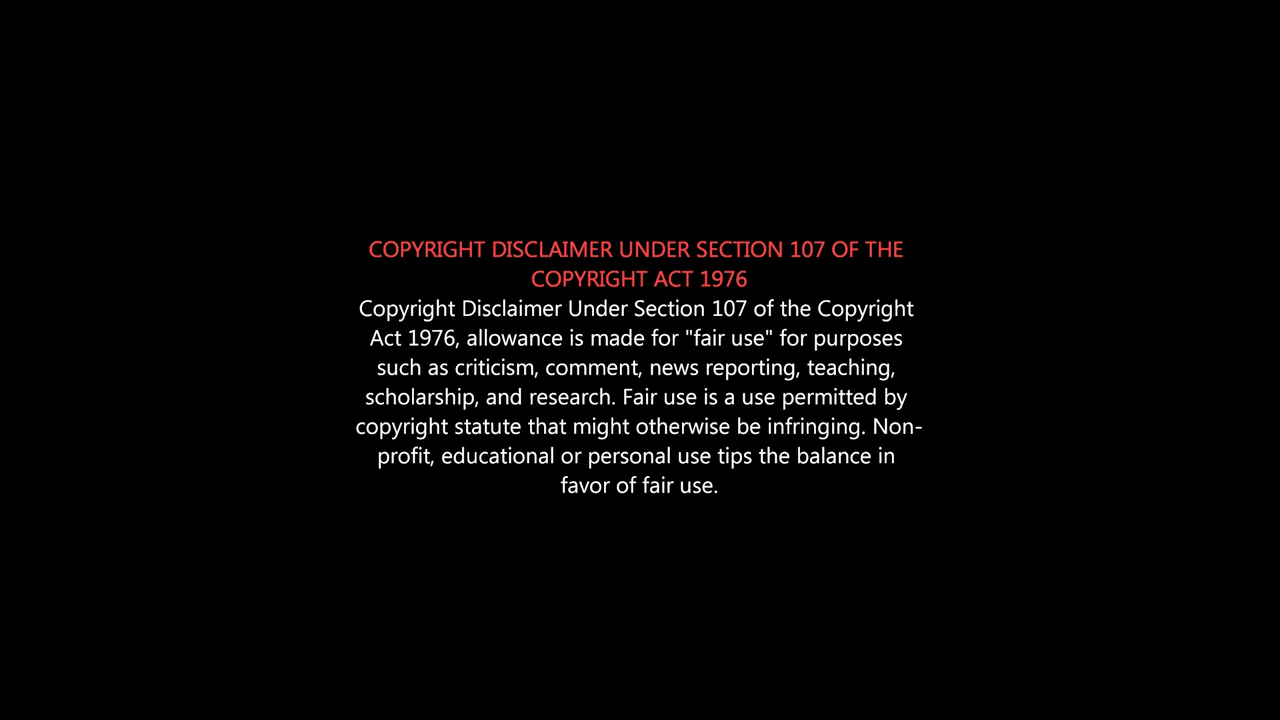 COPYRIGHT DISCLAIMER UNDER SECTION 107 OF THE
COPYRIGHT ACT 1976
Copyright Disclaimer Under Section 107 of the Copyright
Act 1976, allowance is made for "fair use" for purposes
such as criticism, comment, news reporting, teaching,
scholarship, and research. Fair use is a use permitted by
copyright statute that might otherwise be infringing. Non-
profit, educational or personal use tips the balance in
favor of fair use.